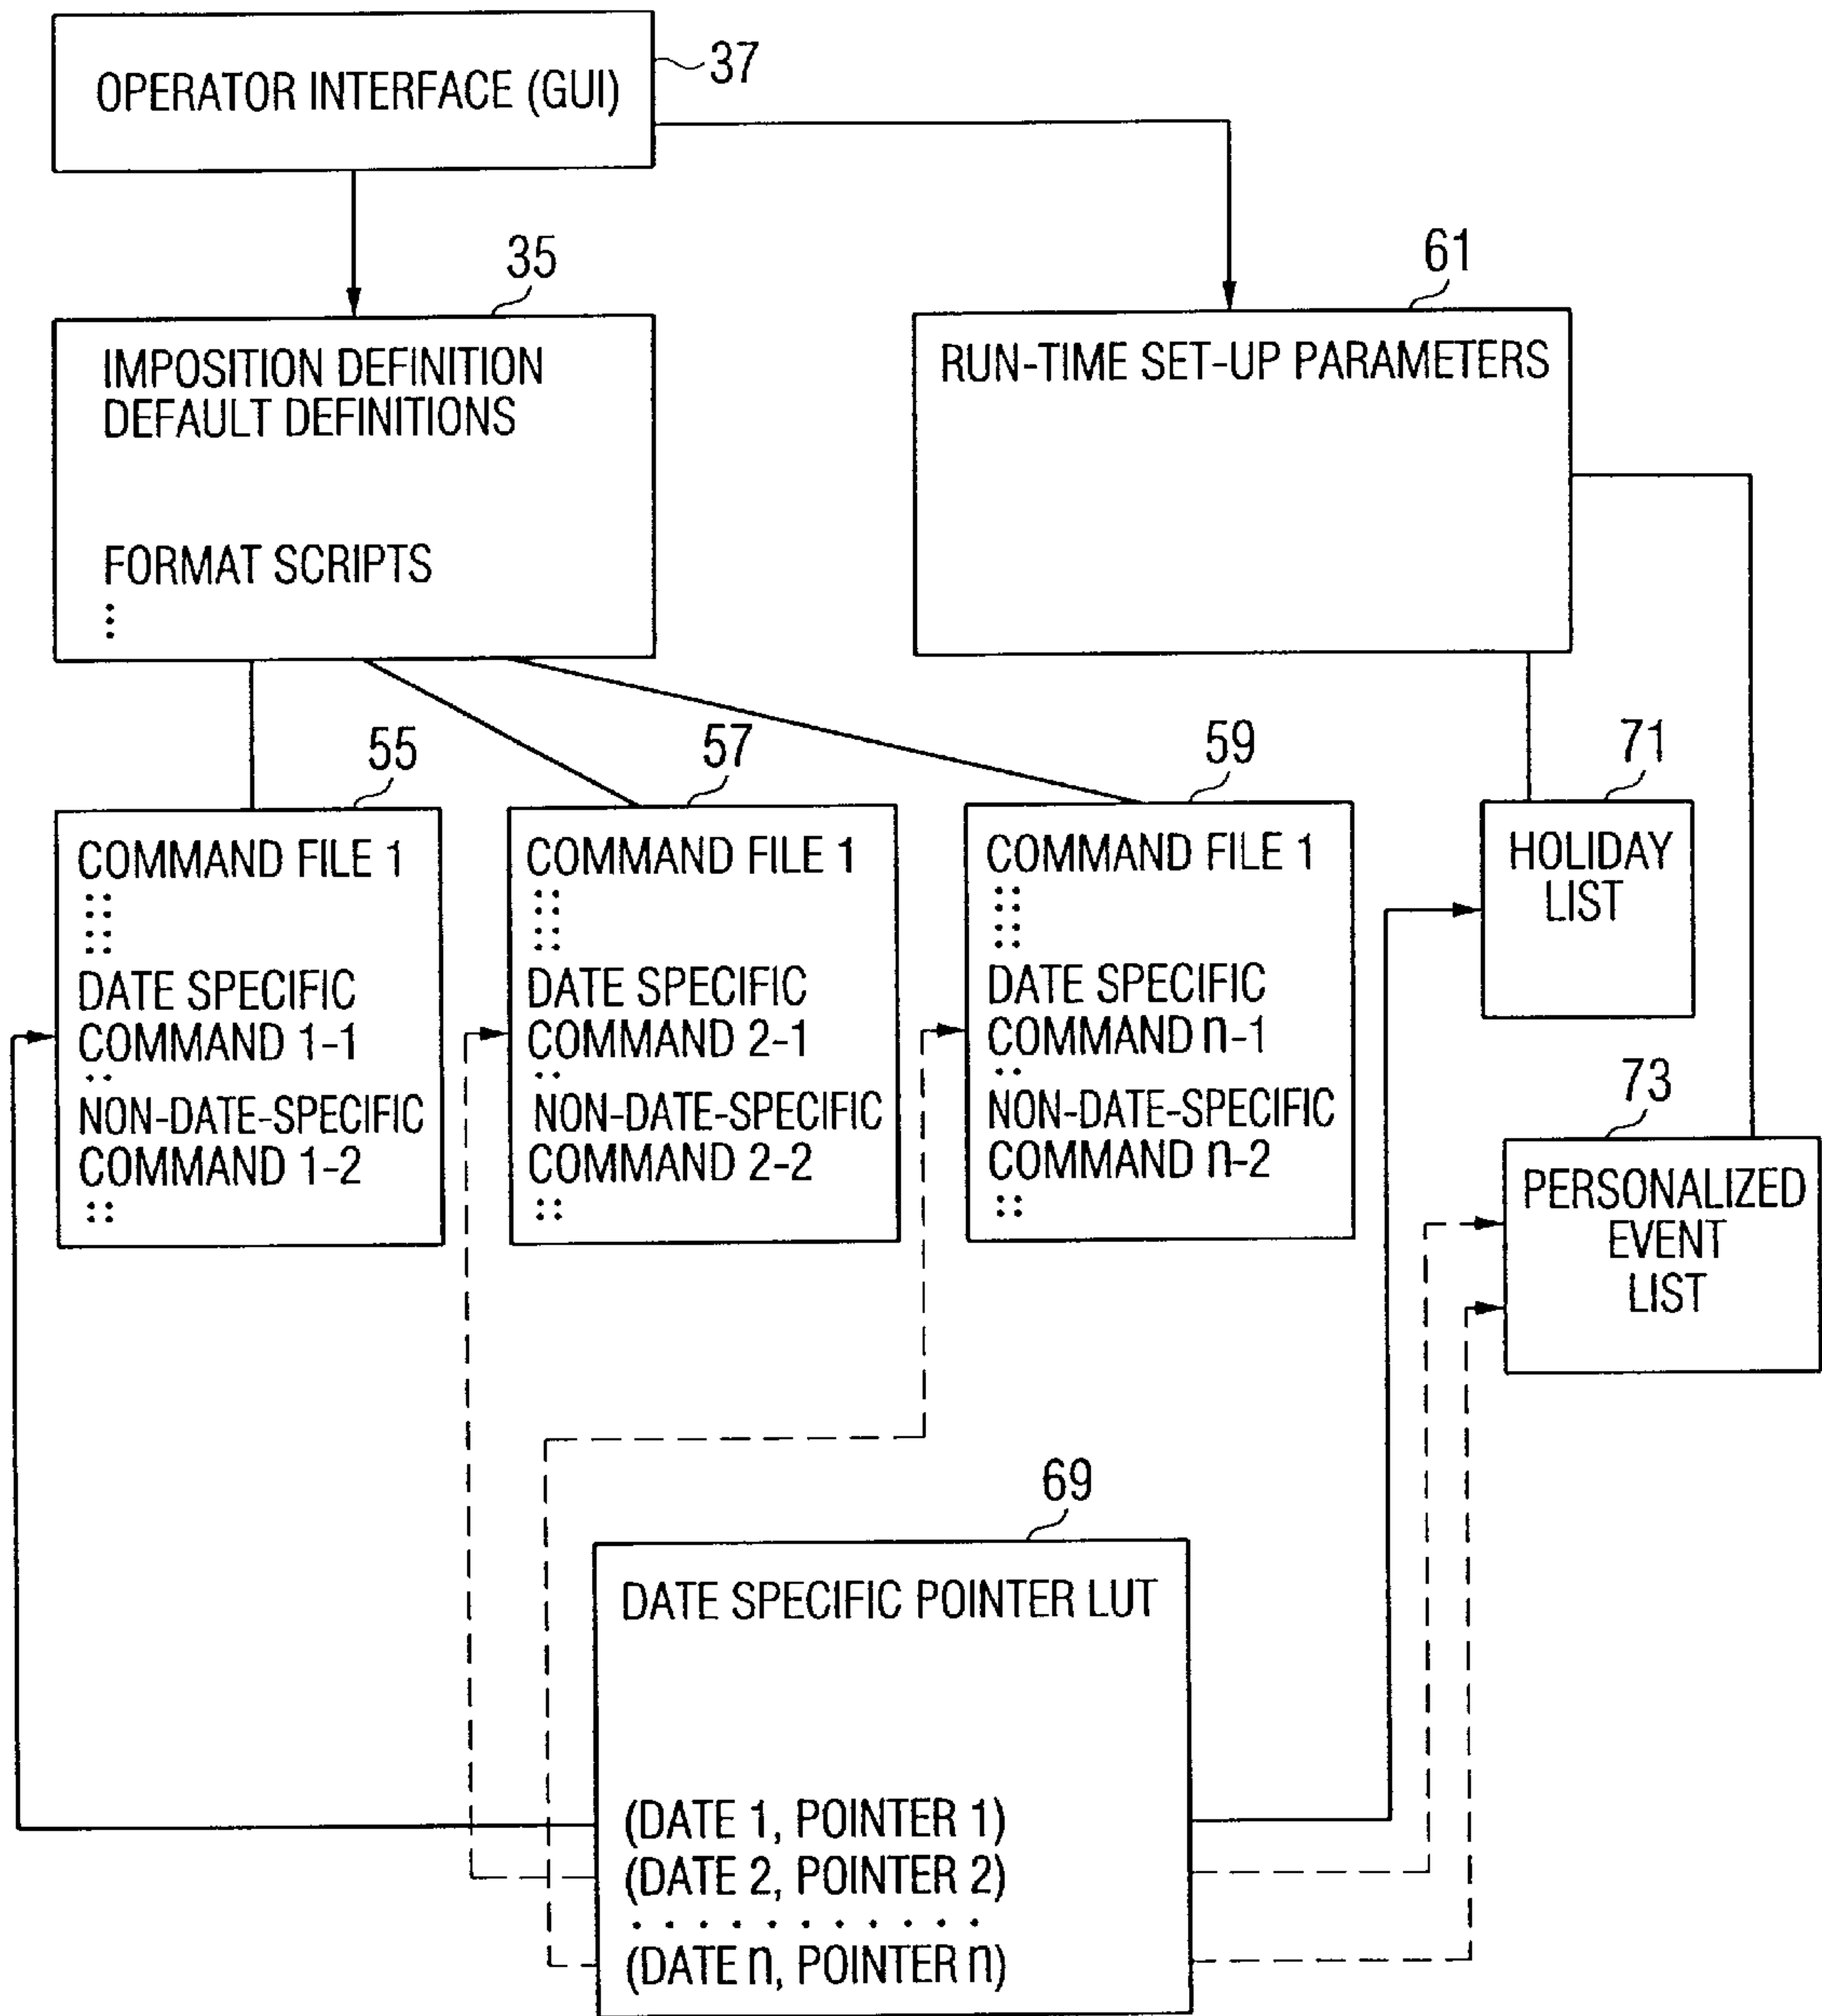 OPERATOR INTERFACE (GUI)
37
35
IMPOSITION DEFINITION
DEFAULT DEFINITIONS
FORMAT SCRIPTS
61
RUN-TIME SET-UP PARAMETERS
55
COMMAND FILE 1
DATE SPECIFIC
COMMAND 1-1
NON-DATE-SPECIFIC
COMMAND 1-2
57
COMMAND FILE 1
DATE SPECIFIC
COMMAND 2-1
NON-DATE-SPECIFIC
COMMAND 2-2
59
COMMAND FILE 1
DATE SPECIFIC
COMMAND n-1
NON-DATE-SPECIFIC
COMMAND n-2
71
HOLIDAY
LIST
73
PERSONALIZED
EVENT
LIST
69
DATE SPECIFIC POINTER LUT
(DATE 1, POINTER 1)
(DATE 2, POINTER 2)
. . . . . . . . . . .
(DATE n, POINTER n)